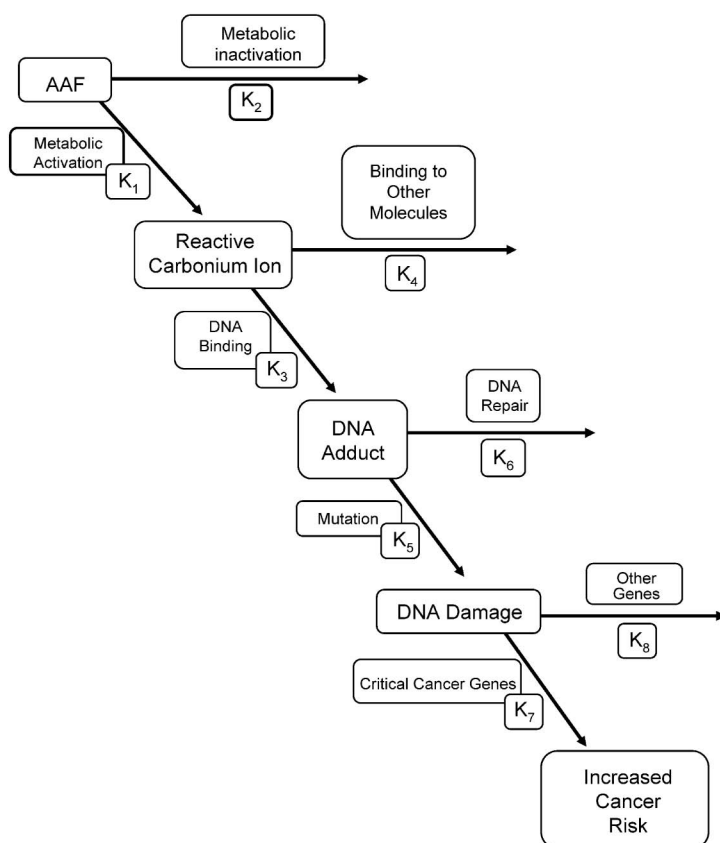 Metabolic
inactivation
AAF
K2
Metabolic
Activation
K1
Binding to
Other
Molecules
Reactive
Carbonium Ion
K4
DNA
Binding
K3
DNA
Repair
DNA
Adduct
K6
Mutation
K5
Other
Genes
DNA Damage
K8
Critical Cancer Genes
K7
Increased
Cancer
Risk